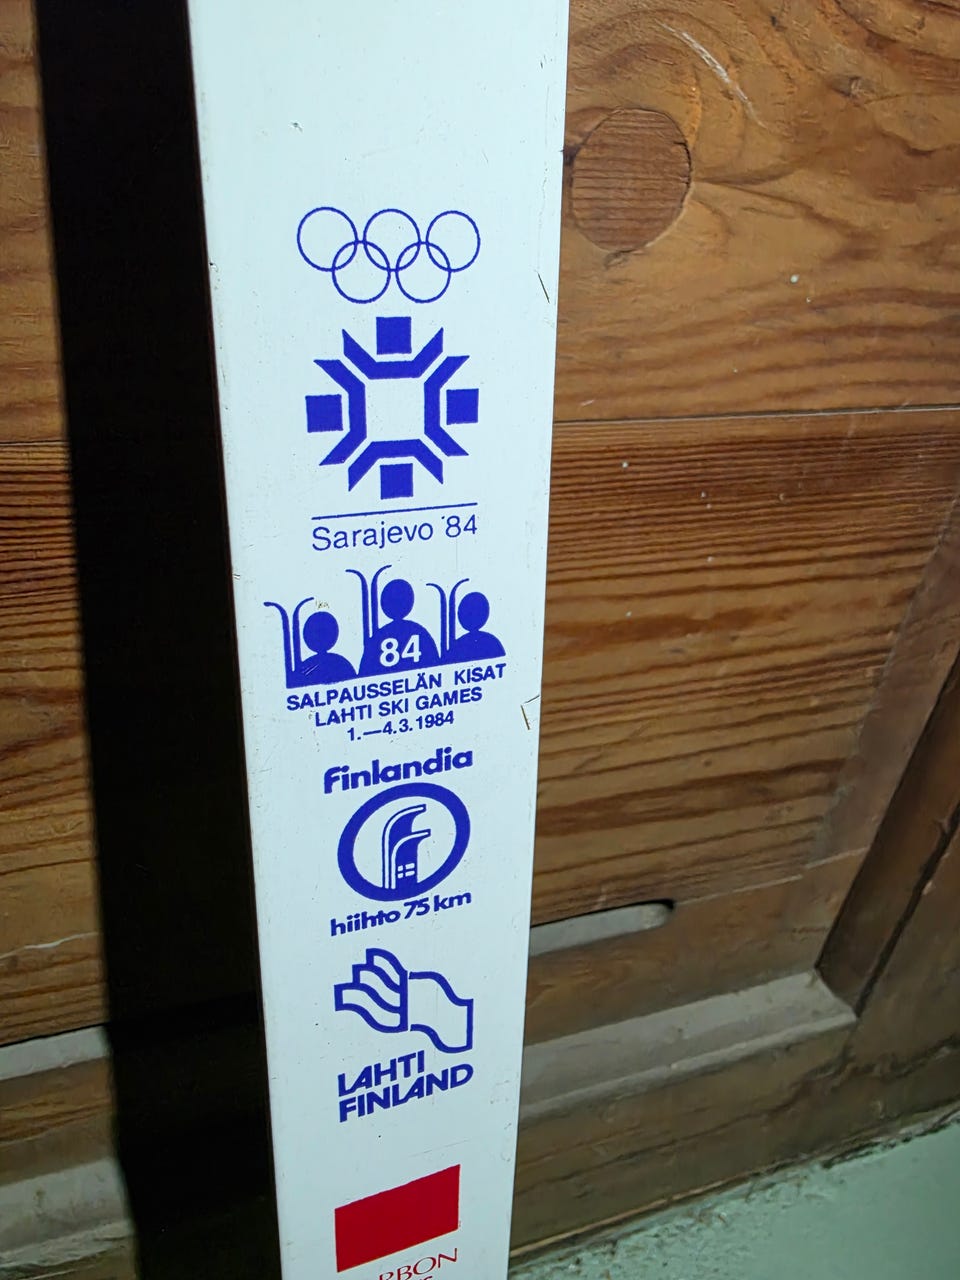 Sarajevo '84
84
SALPAUSSELÄN KISAT
LAHTI SKI GAMES
1.—4.3.1984
Finlandia
hiihto 75 km
LAHTI
FINLAND